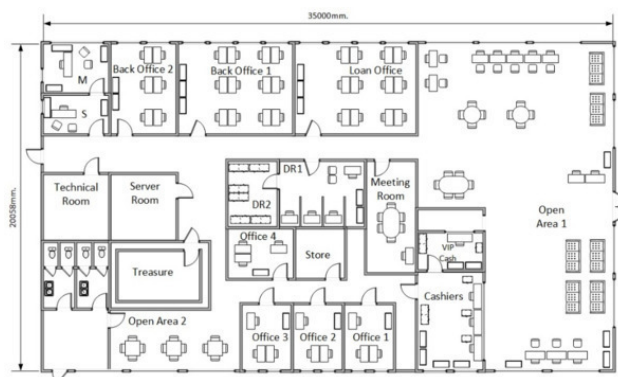 35000mm.
20058mm.
M
Back Office 2
Back Office 1
Loan Office
S
DR1
Technical
Room
Server
Room
DR2
Meeting
Room
Open
Area 1
Office 4
Store
VIP
Cash
Treasure
Cashiers
Open Area 2
Office 3
Office 2
Office 1